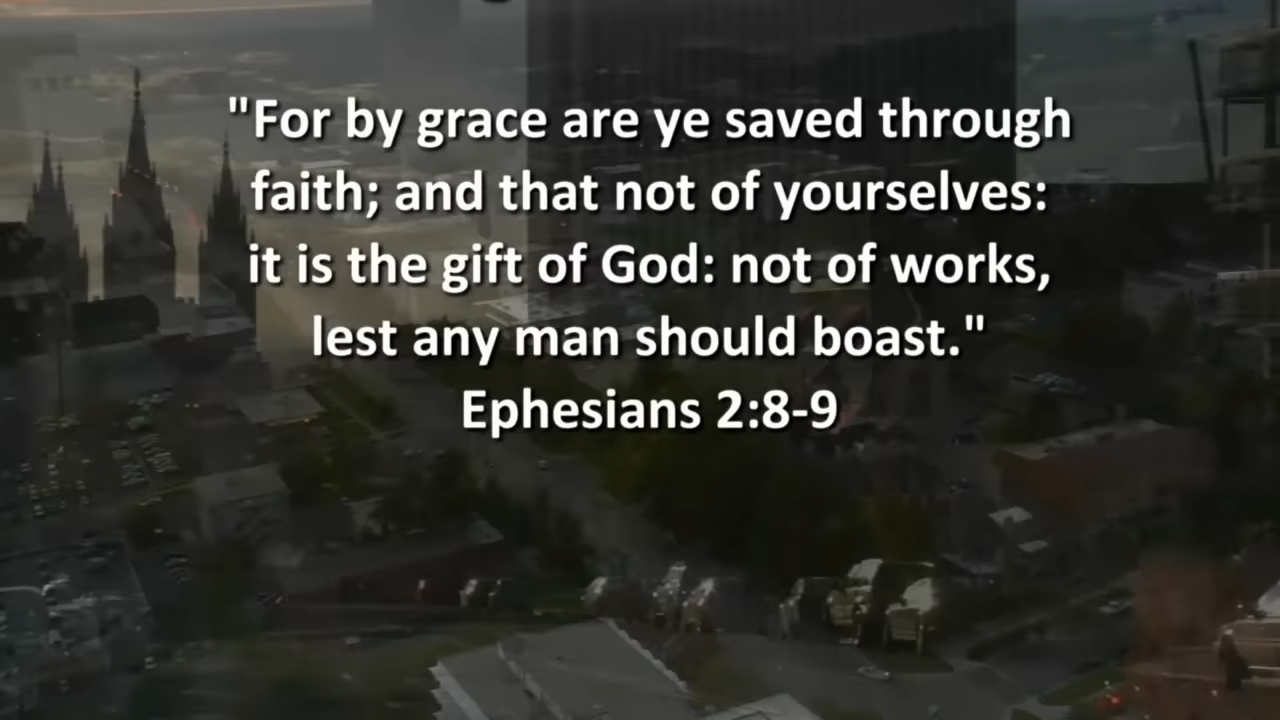 "For by grace are ye saved through
faith; and that not of yourselves:
it is the gift of God: not of works,
lest any man should boast."
Ephesians 2:8-9